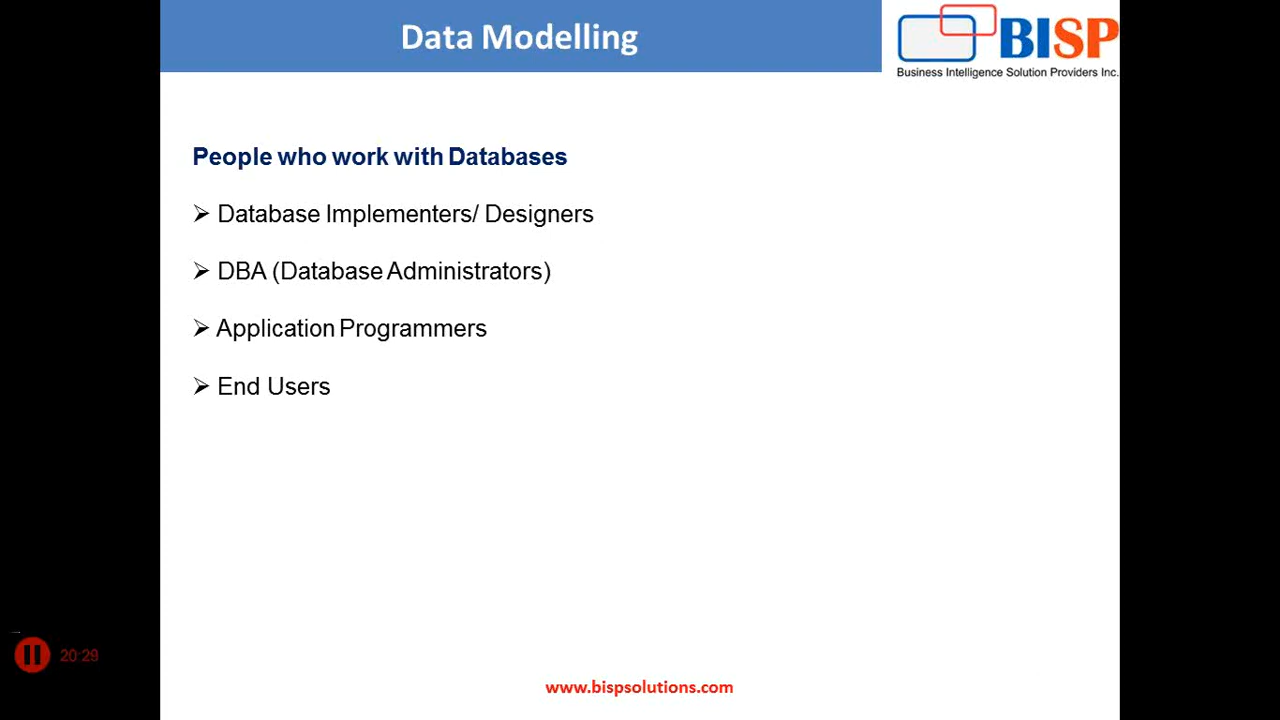 Data Modelling
BISP
Business Intelligence Solution Providers Inc.
People who work with Databases
➢ Database Implementers/ Designers
➢ DBA (Database Administrators)
➢ Application Programmers
➢ End Users
20:29
www.bispsolutions.com